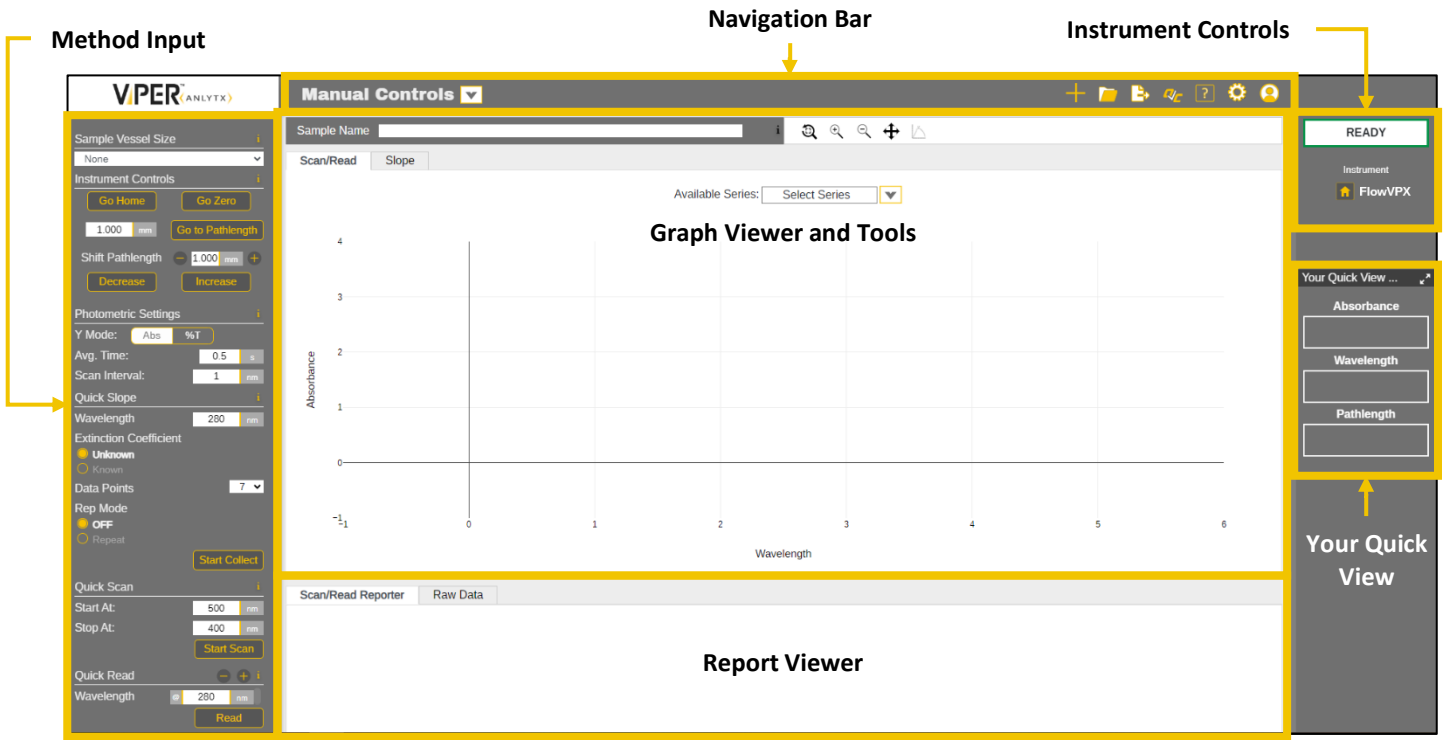 Navigation Bar
Method Input
Instrument Controls
VIPER (ANLYTX)
Manual Controls
?
Sample Vessel Size i
None
Instrument Controls i
Go Home Go Zero
1.000 mm Go to Pathlength
Shift Pathlength − 1.000 mm +
Decrease Increase
Photometric Settings i
Y Mode: Abs %T
Avg. Time: 0.5 s
Scan Interval: 1 nm
Quick Slope i
Wavelength 280 nm
Extinction Coefficient
Unknown
Known
Data Points 7
Rep Mode
OFF
Repeat
Start Collect
Quick Scan i
Start At: 500 nm
Stop At: 400 nm
Start Scan
Quick Read − + i
Wavelength @ 280 nm
Read
Sample Name i
Scan/Read Slope
Available Series: Select Series
Graph Viewer and Tools
4
3
2
1
0
−1
Absorbance
−1 0 1 2 3 4 5 6
Wavelength
Scan/Read Reporter Raw Data
Report Viewer
READY
Instrument
FlowVPX
Your Quick View ...
Absorbance
Wavelength
Pathlength
Your Quick
View